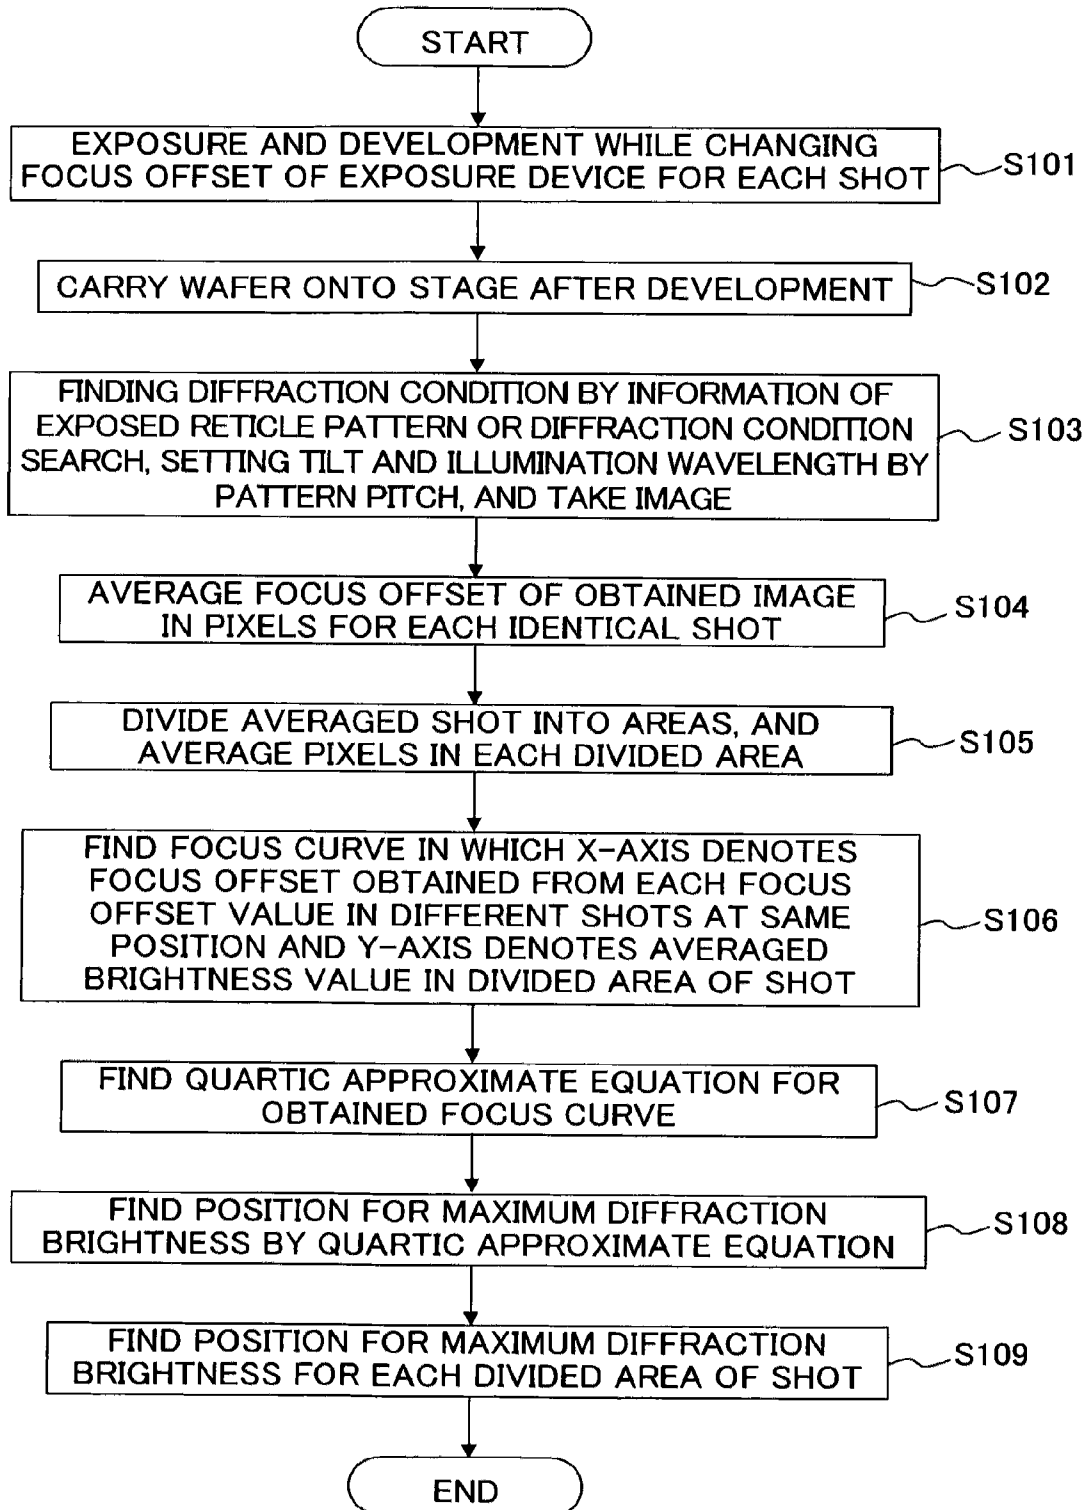 START
EXPOSURE AND DEVELOPMENT WHILE CHANGING
FOCUS OFFSET OF EXPOSURE DEVICE FOR EACH SHOT
S101
CARRY WAFER ONTO STAGE AFTER DEVELOPMENT
S102
FINDING DIFFRACTION CONDITION BY INFORMATION OF
EXPOSED RETICLE PATTERN OR DIFFRACTION CONDITION
SEARCH, SETTING TILT AND ILLUMINATION WAVELENGTH BY
PATTERN PITCH, AND TAKE IMAGE
S103
AVERAGE FOCUS OFFSET OF OBTAINED IMAGE
IN PIXELS FOR EACH IDENTICAL SHOT
S104
DIVIDE AVERAGED SHOT INTO AREAS, AND
AVERAGE PIXELS IN EACH DIVIDED AREA
S105
FIND FOCUS CURVE IN WHICH X-AXIS DENOTES
FOCUS OFFSET OBTAINED FROM EACH FOCUS
OFFSET VALUE IN DIFFERENT SHOTS AT SAME
POSITION AND Y-AXIS DENOTES AVERAGED
BRIGHTNESS VALUE IN DIVIDED AREA OF SHOT
S106
FIND QUARTIC APPROXIMATE EQUATION FOR
OBTAINED FOCUS CURVE
S107
FIND POSITION FOR MAXIMUM DIFFRACTION
BRIGHTNESS BY QUARTIC APPROXIMATE EQUATION
S108
FIND POSITION FOR MAXIMUM DIFFRACTION
BRIGHTNESS FOR EACH DIVIDED AREA OF SHOT
S109
END